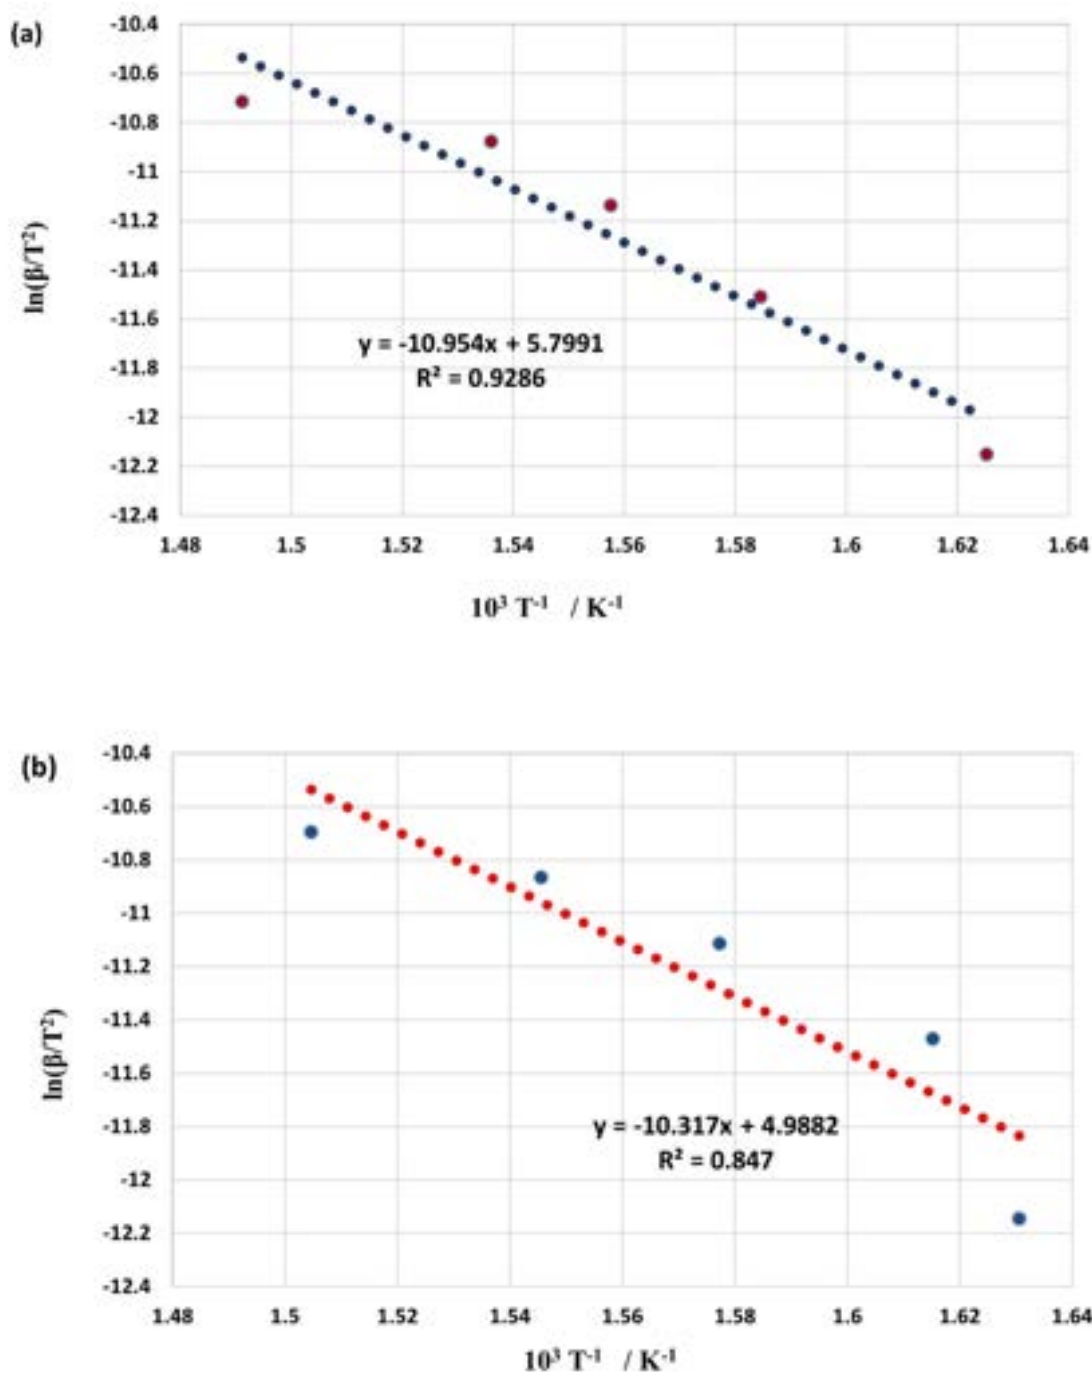 (a)
-10.4
-10.6
-10.8
-11
-11.2
-11.4
-11.6
-11.8
-12
-12.2
-12.4
ln(β/T²)
y = -10.954x + 5.7991
R² = 0.9286
1.48 1.5 1.52 1.54 1.56 1.58 1.6 1.62 1.64
10³ T⁻¹ / K⁻¹
(b)
-10.4
-10.6
-10.8
-11
-11.2
-11.4
-11.6
-11.8
-12
-12.2
-12.4
ln(β/T²)
y = -10.317x + 4.9882
R² = 0.847
1.48 1.5 1.52 1.54 1.56 1.58 1.6 1.62 1.64
10³ T⁻¹ / K⁻¹